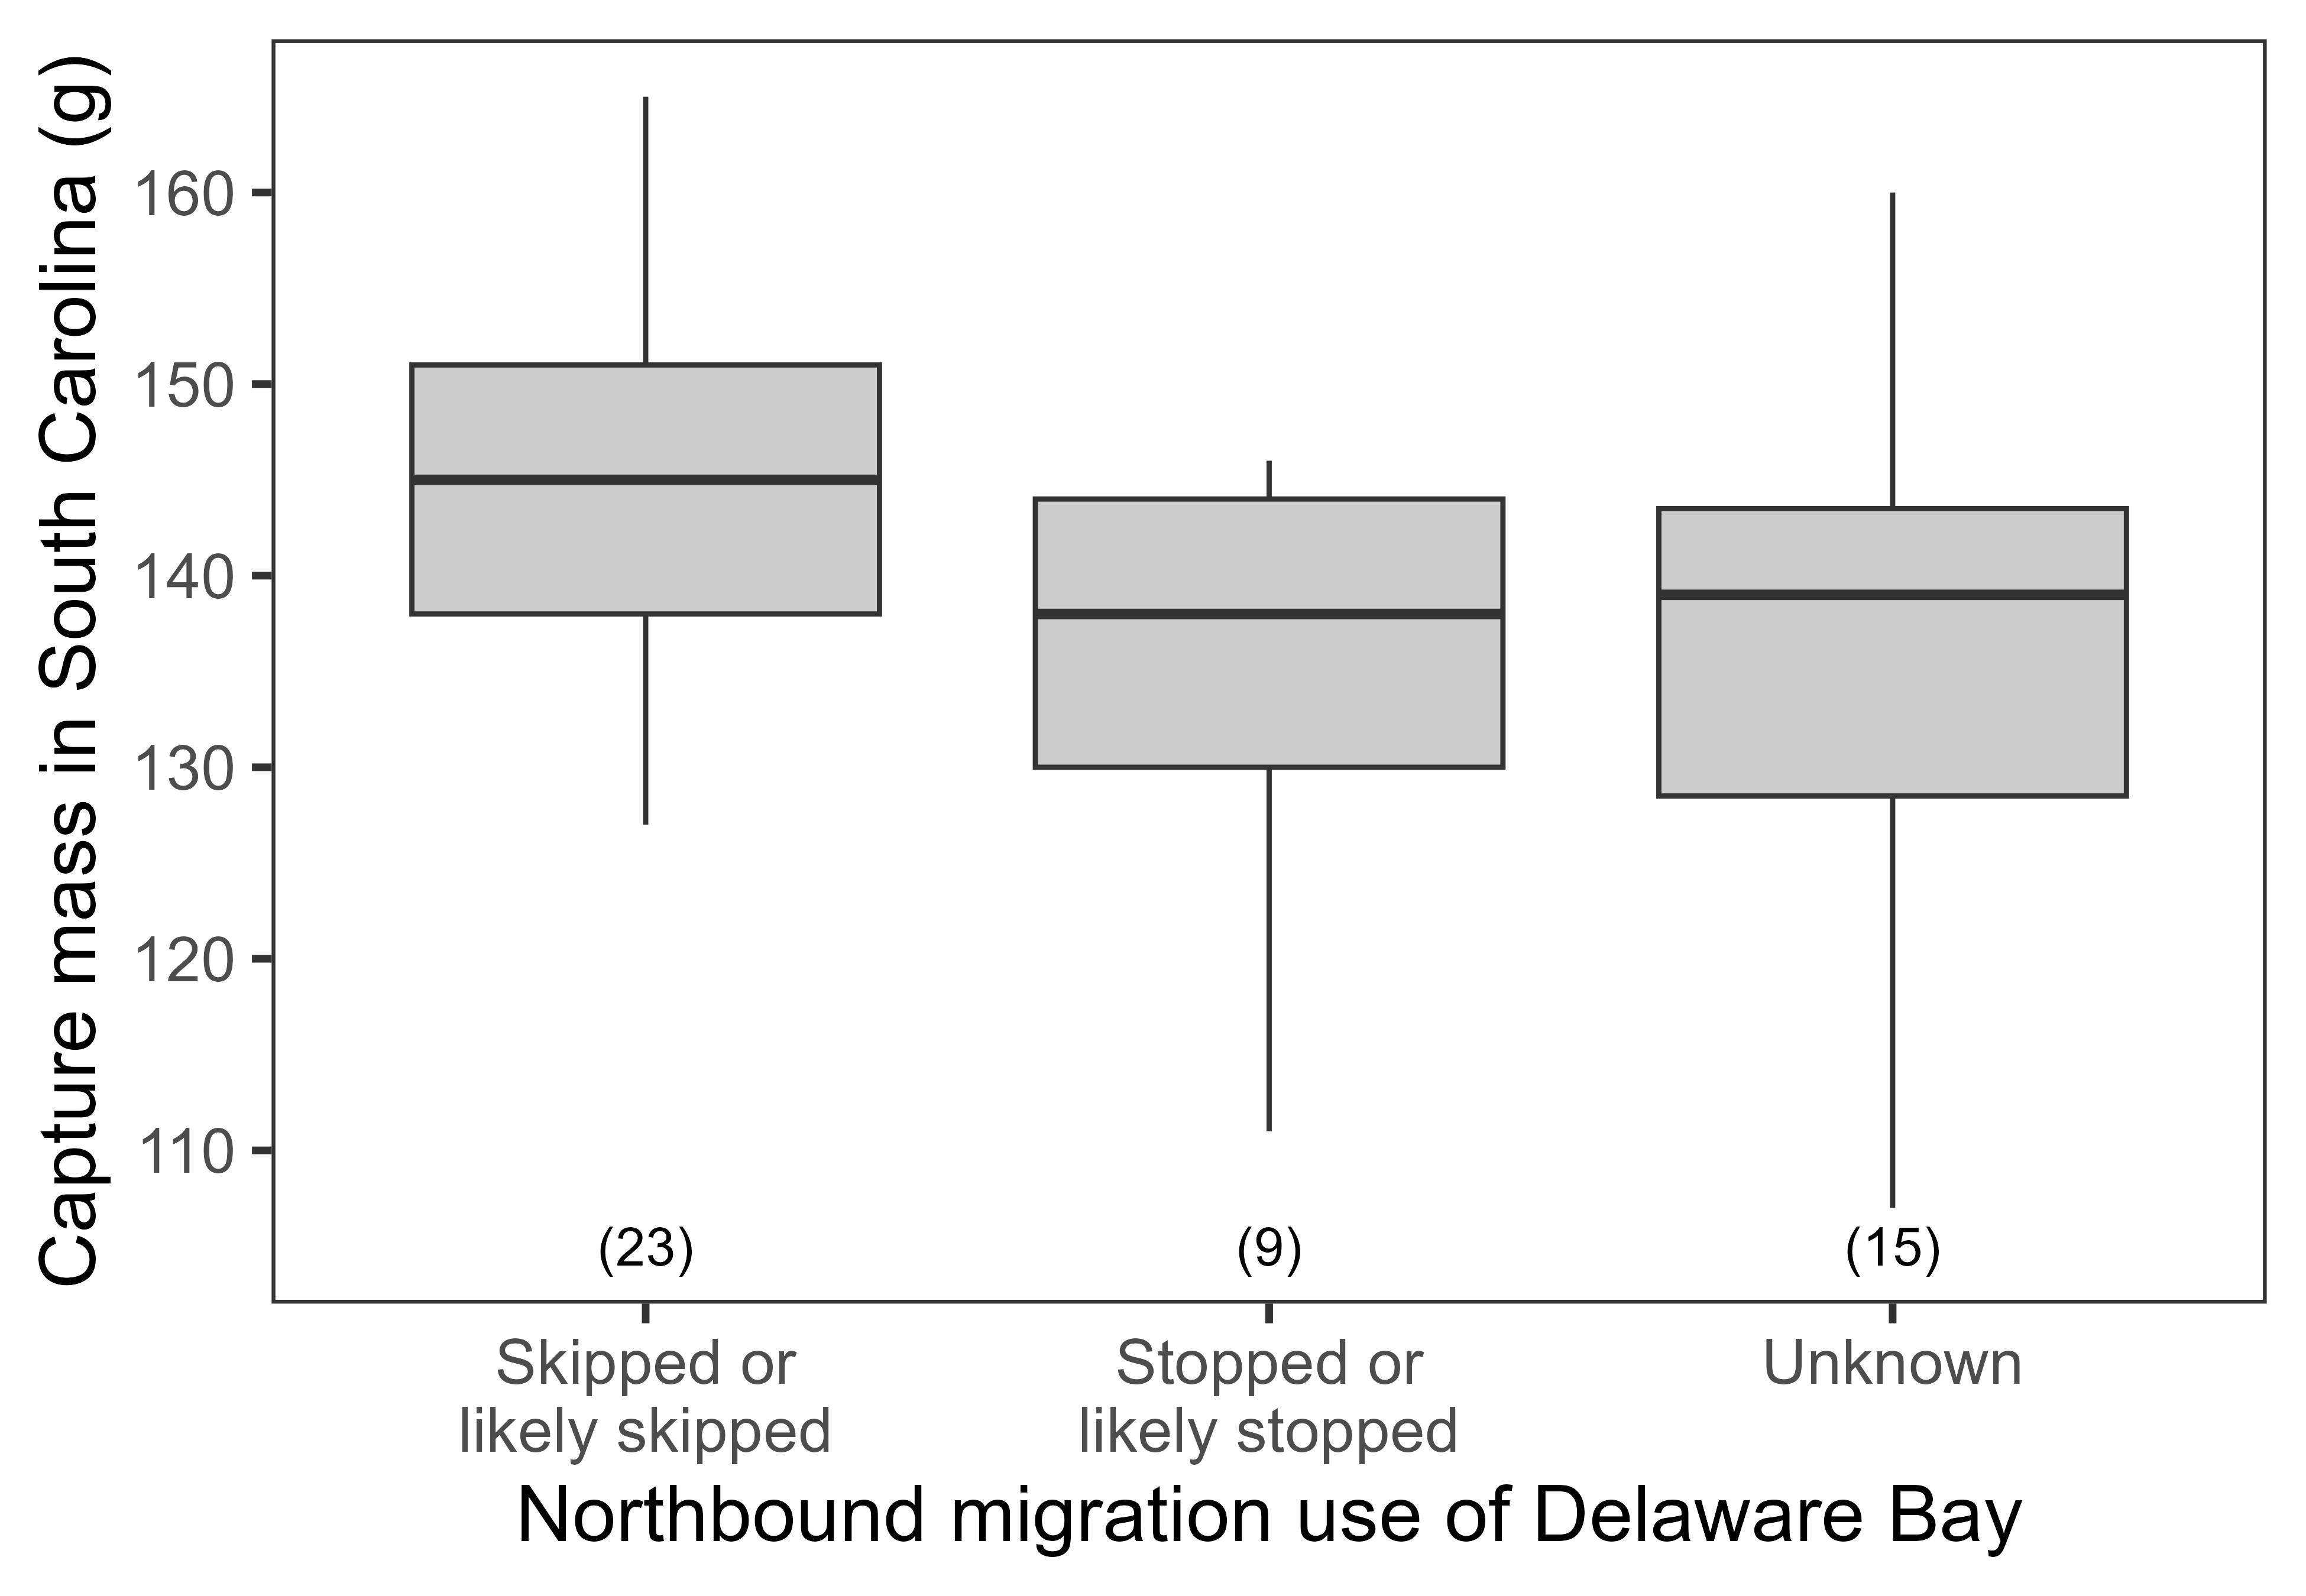 Capture mass in South Carolina (g)
160
150
140
130
120
110
(23)
(9)
(15)
Skipped or
likely skipped
Stopped or
likely stopped
Unknown
Northbound migration use of Delaware Bay